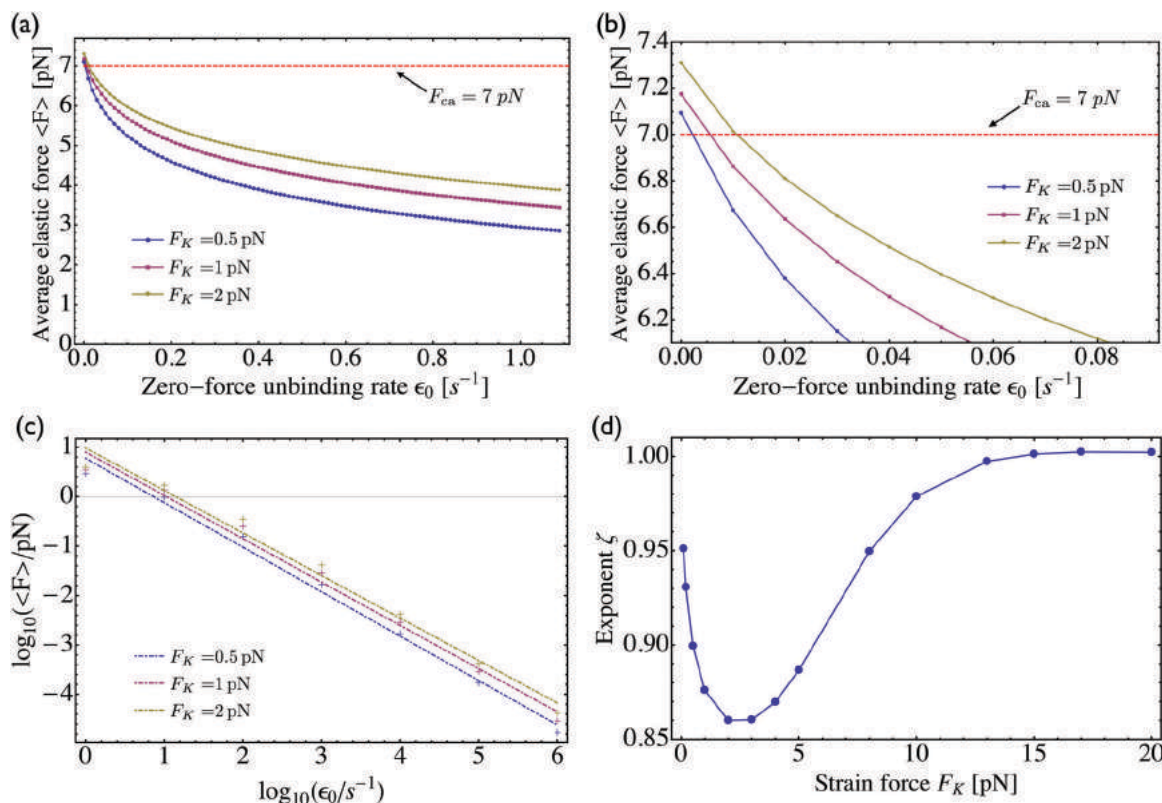 (a)
Average elastic force <F> [pN]
7
6
5
4
3
2
1
0
F_ca = 7 pN
F_K =0.5 pN
F_K =1 pN
F_K =2 pN
0.0 0.2 0.4 0.6 0.8 1.0
Zero−force unbinding rate ϵ₀ [s⁻¹]
(b)
Average elastic force <F> [pN]
7.4
7.2
7.0
6.8
6.6
6.4
6.2
F_ca = 7 pN
F_K =0.5 pN
F_K =1 pN
F_K =2 pN
0.00 0.02 0.04 0.06 0.08
Zero−force unbinding rate ϵ₀ [s⁻¹]
(c)
log₁₀(<F>/pN)
1
0
−1
−2
−3
−4
F_K =0.5 pN
F_K =1 pN
F_K =2 pN
0 1 2 3 4 5 6
log₁₀(ϵ₀/s⁻¹)
(d)
Exponent ζ
1.00
0.95
0.90
0.85
0 5 10 15 20
Strain force F_K [pN]